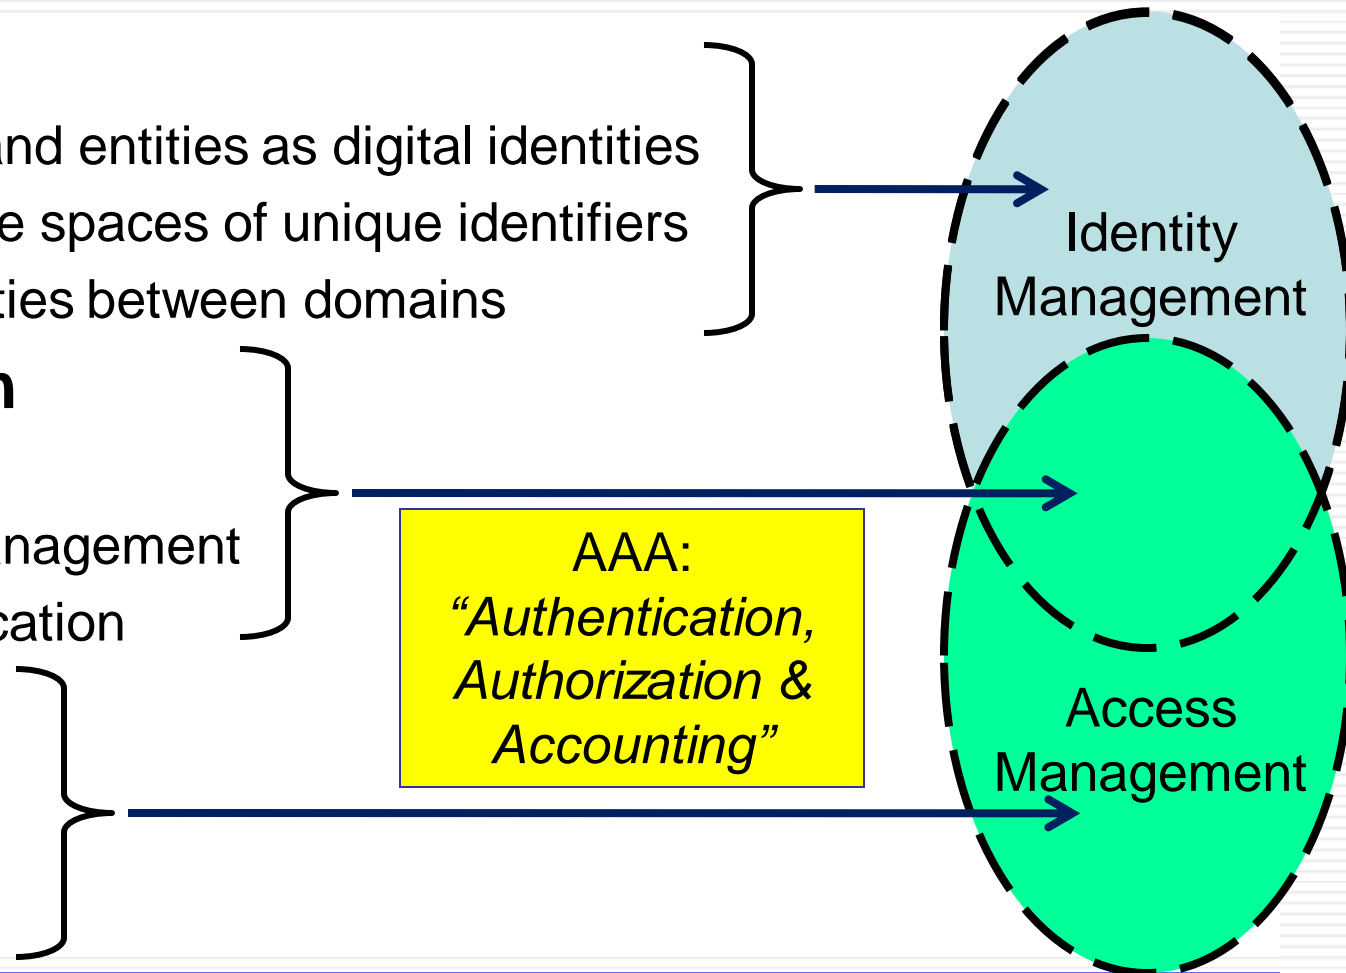 and entities as digital identities
e spaces of unique identifiers
ties between domains
n
nagement
cation
AAA:
“Authentication,
Authorization &
Accounting”
Identity
Management
Access
Management